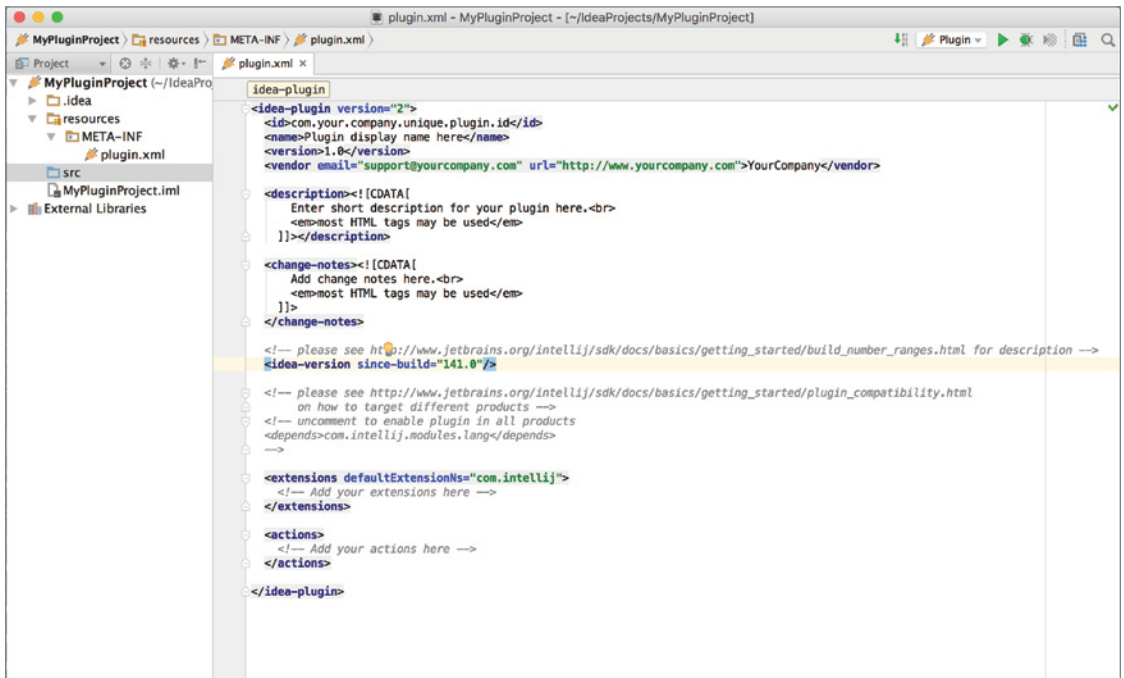 plugin.xml - MyPluginProject - [~/IdeaProjects/MyPluginProject]
MyPluginProject resources META-INF plugin.xml
Plugin
Project
plugin.xml ×
MyPluginProject (~/IdeaPro
.idea
resources
META-INF
plugin.xml
src
MyPluginProject.iml
External Libraries
idea-plugin
<idea-plugin version="2">
<id>com.your.company.unique.plugin.id</id>
<name>Plugin display name here</name>
<version>1.0</version>
<vendor email="support@yourcompany.com" url="http://www.yourcompany.com">YourCompany</vendor>
<description><![CDATA[
Enter short description for your plugin here.<br>
<em>most HTML tags may be used</em>
]]></description>
<change-notes><![CDATA[
Add change notes here.<br>
<em>most HTML tags may be used</em>
]]>
</change-notes>
<!-- please see http://www.jetbrains.org/intellij/sdk/docs/basics/getting_started/build_number_ranges.html for description -->
<idea-version since-build="141.0"/>
<!-- please see http://www.jetbrains.org/intellij/sdk/docs/basics/getting_started/plugin_compatibility.html
on how to target different products -->
<!-- uncomment to enable plugin in all products
<depends>com.intellij.modules.lang</depends>
-->
<extensions defaultExtensionNs="com.intellij">
<!-- Add your extensions here -->
</extensions>
<actions>
<!-- Add your actions here -->
</actions>
</idea-plugin>